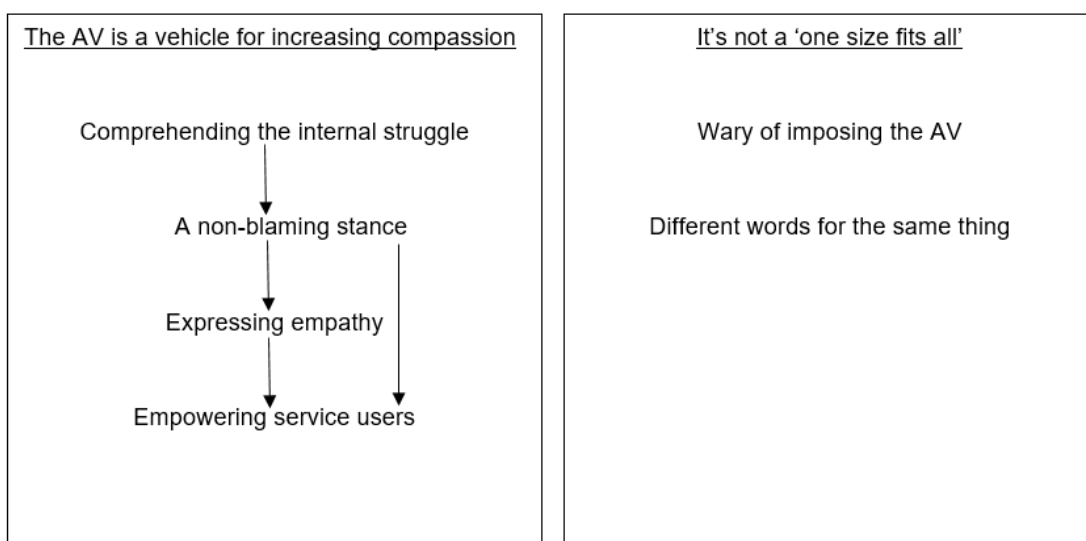 The AV is a vehicle for increasing compassion
Comprehending the internal struggle
A non-blaming stance
Expressing empathy
Empowering service users
It's not a ‘one size fits all’
Wary of imposing the AV
Different words for the same thing